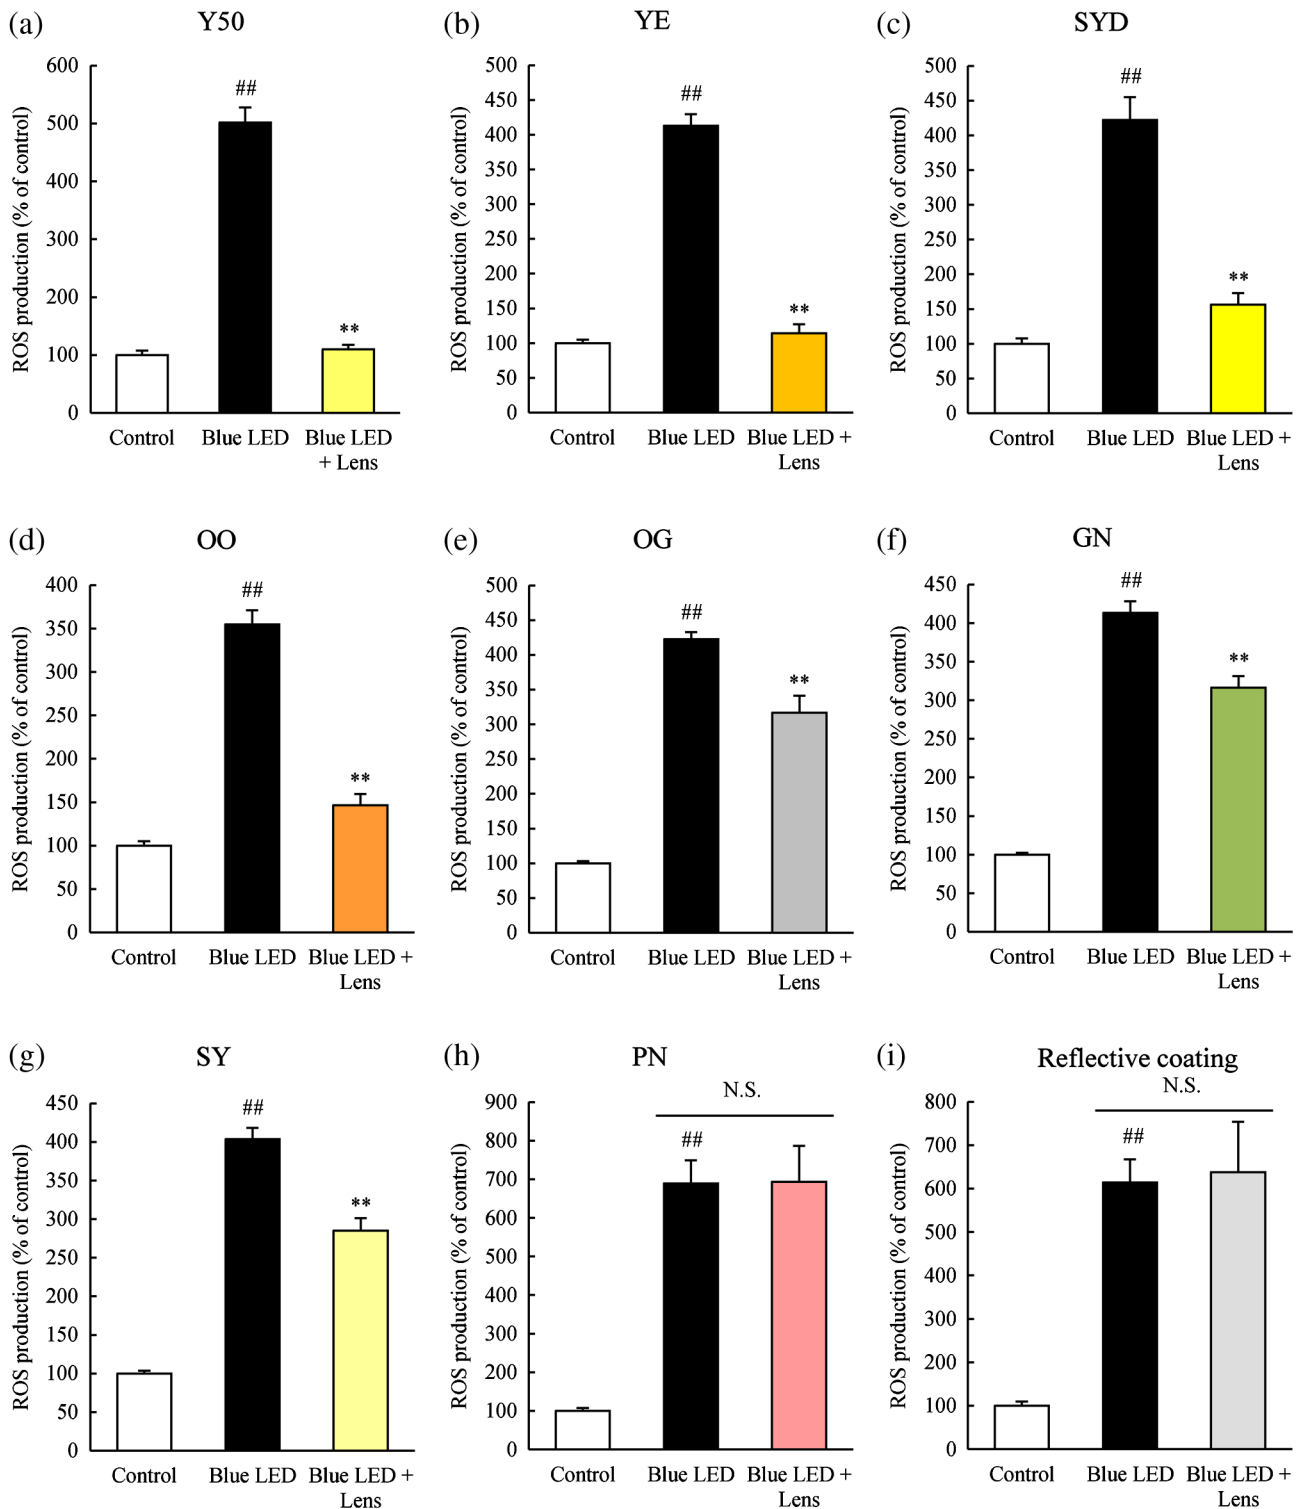 (a)
Y50
ROS production (% of control)
600
500
400
300
200
100
0
##
**
Control
Blue LED
Blue LED
+ Lens
(b)
YE
ROS production (% of control)
500
450
400
350
300
250
200
150
100
50
0
##
**
Control
Blue LED
Blue LED +
Lens
(c)
SYD
ROS production (% of control)
500
450
400
350
300
250
200
150
100
50
0
##
**
Control
Blue LED
Blue LED +
Lens
(d)
OO
ROS production (% of control)
400
350
300
250
200
150
100
50
0
##
**
Control
Blue LED
Blue LED +
Lens
(e)
OG
ROS production (% of control)
500
450
400
350
300
250
200
150
100
50
0
##
**
Control
Blue LED
Blue LED +
Lens
(f)
GN
ROS production (% of control)
450
400
350
300
250
200
150
100
50
0
##
**
Control
Blue LED
Blue LED +
Lens
(g)
SY
ROS production (% of control)
450
400
350
300
250
200
150
100
50
0
##
**
Control
Blue LED
Blue LED +
Lens
(h)
PN
N.S.
ROS production (% of control)
900
800
700
600
500
400
300
200
100
0
##
Control
Blue LED
Blue LED +
Lens
(i)
Reflective coating
N.S.
ROS production (% of control)
800
700
600
500
400
300
200
100
0
##
Control
Blue LED
Blue LED +
Lens